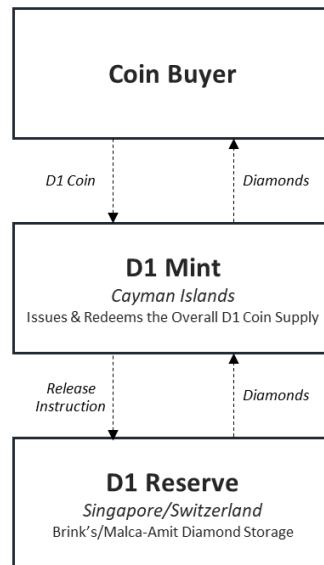 Coin Buyer
D1 Coin
Diamonds
D1 Mint
Cayman Islands
Issues & Redeems the Overall D1 Coin Supply
Release
Instruction
Diamonds
D1 Reserve
Singapore/Switzerland
Brink's/Malca-Amit Diamond Storage